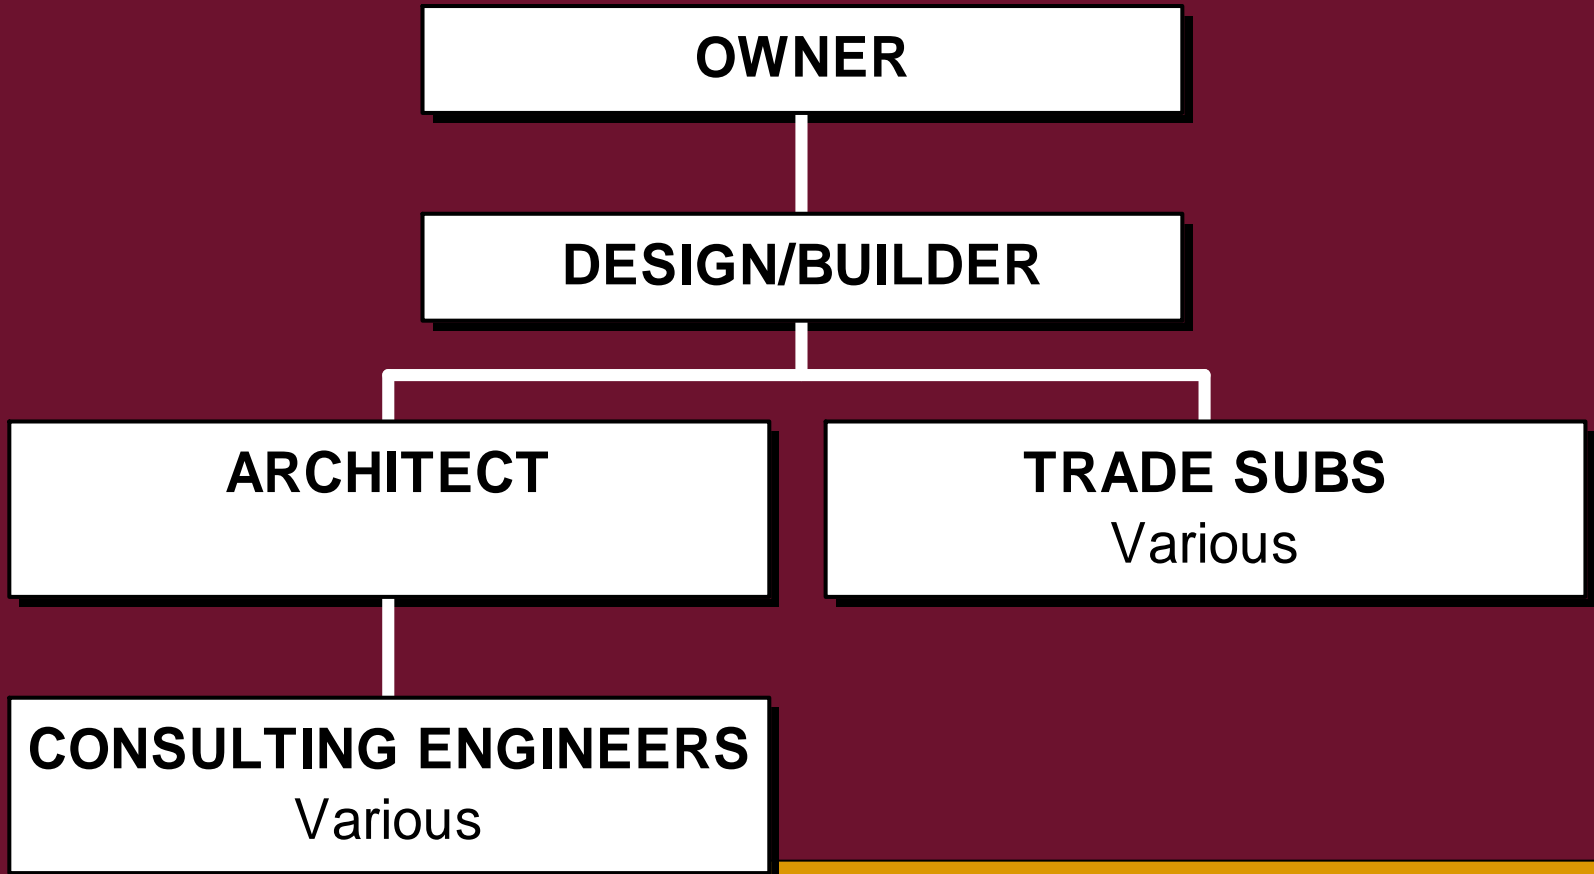 OWNER
DESIGN/BUILDER
ARCHITECT
TRADE SUBS
Various
CONSULTING ENGINEERS
Various